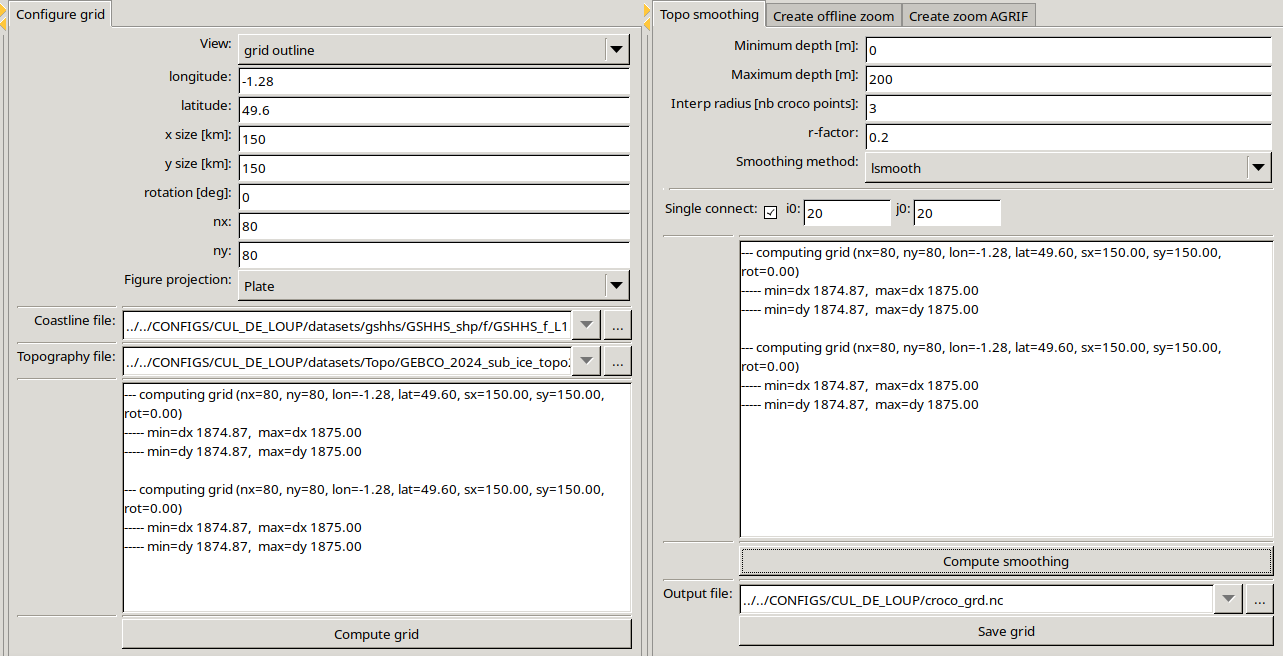 Configure grid
View: grid outline
longitude: -1.28
latitude: 49.6
x size [km]: 150
y size [km]: 150
rotation [deg]: 0
nx: 80
ny: 80
Figure projection: Plate
Coastline file: ../../CONFIGS/CUL_DE_LOUP/datasets/gshhs/GSHHS_shp/f/GSHHS_f_L1 ...
Topography file: ../../CONFIGS/CUL_DE_LOUP/datasets/Topo/GEBCO_2024_sub_ice_topo ...
--- computing grid (nx=80, ny=80, lon=-1.28, lat=49.60, sx=150.00, sy=150.00,
rot=0.00)
----- min=dx 1874.87, max=dx 1875.00
----- min=dy 1874.87, max=dy 1875.00
--- computing grid (nx=80, ny=80, lon=-1.28, lat=49.60, sx=150.00, sy=150.00,
rot=0.00)
----- min=dx 1874.87, max=dx 1875.00
----- min=dy 1874.87, max=dy 1875.00
Compute grid
Topo smoothing Create offline zoom Create zoom AGRIF
Minimum depth [m]: 0
Maximum depth [m]: 200
Interp radius [nb croco points]: 3
r-factor: 0.2
Smoothing method: lsmooth
Single connect: i0: 20 j0: 20
--- computing grid (nx=80, ny=80, lon=-1.28, lat=49.60, sx=150.00, sy=150.00,
rot=0.00)
----- min=dx 1874.87, max=dx 1875.00
----- min=dy 1874.87, max=dy 1875.00
--- computing grid (nx=80, ny=80, lon=-1.28, lat=49.60, sx=150.00, sy=150.00,
rot=0.00)
----- min=dx 1874.87, max=dx 1875.00
----- min=dy 1874.87, max=dy 1875.00
Compute smoothing
Output file: ../../CONFIGS/CUL_DE_LOUP/croco_grd.nc ...
Save grid